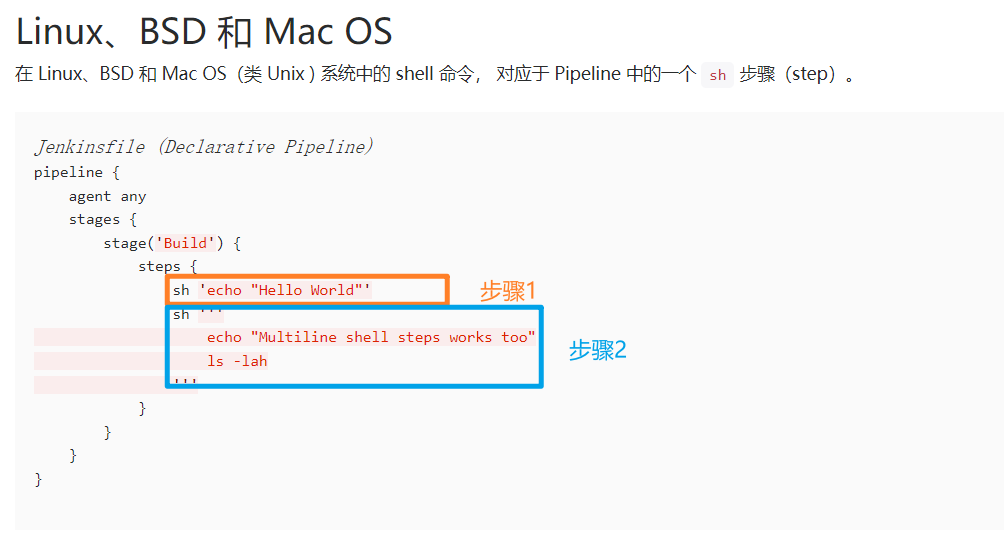 Linux、BSD 和 Mac OS
在 Linux、BSD 和 Mac OS（类 Unix ) 系统中的 shell 命令， 对应于 Pipeline 中的一个 sh 步骤（step）。
Jenkinsfile (Declarative Pipeline)
pipeline {
    agent any
    stages {
        stage('Build') {
            steps {
                sh 'echo "Hello World"'
步骤1
                sh '''
                    echo "Multiline shell steps works too"
                    ls -lah
                '''
步骤2
            }
        }
    }
}